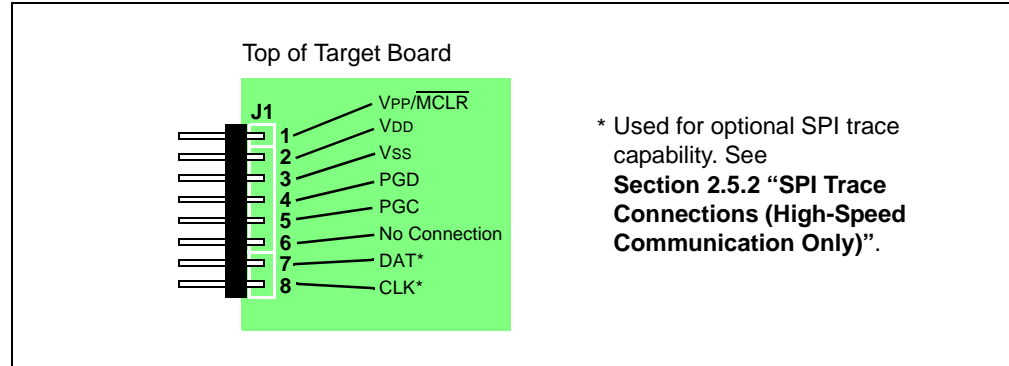 Top of Target Board
J1
1 VPP/MCLR
2 VDD
3 VSS
4 PGD
5 PGC
6 No Connection
7 DAT*
8 CLK*
* Used for optional SPI trace
capability. See
Section 2.5.2 “SPI Trace
Connections (High-Speed
Communication Only)”.